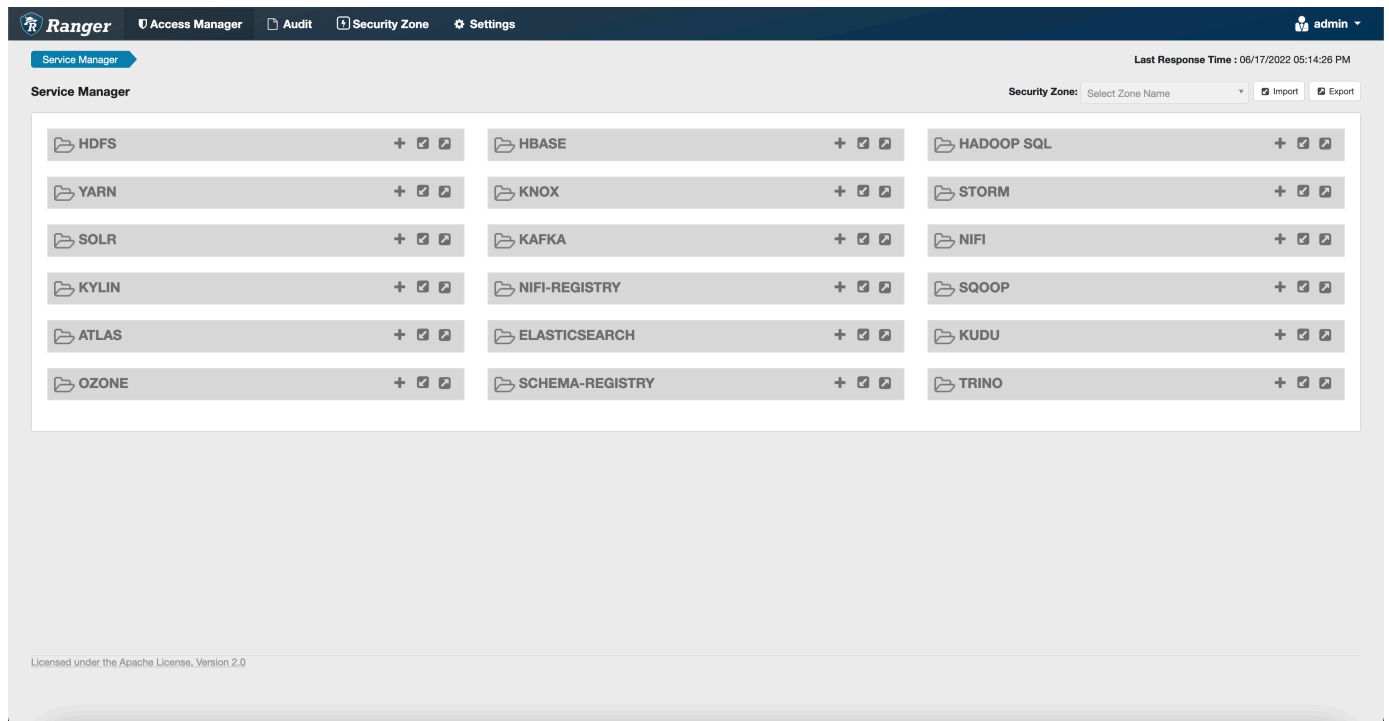 Ranger Access Manager Audit Security Zone Settings admin
Service Manager Last Response Time : 06/17/2022 05:14:26 PM
Service Manager Security Zone: Select Zone Name Import Export
HDFS HBASE HADOOP SQL
YARN KNOX STORM
SOLR KAFKA NIFI
KYLIN NIFI-REGISTRY SQOOP
ATLAS ELASTICSEARCH KUDU
OZONE SCHEMA-REGISTRY TRINO
Licensed under the Apache License, Version 2.0